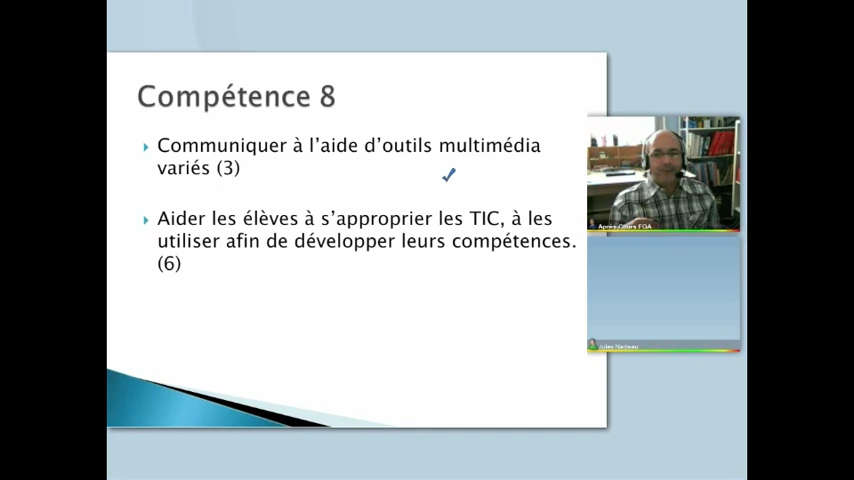 Compétence 8
Communiquer à l'aide d'outils multimédia
variés (3)
Aider les élèves à s'approprier les TIC, à les
utiliser afin de développer leurs compétences.
(6)
Après-Cours FGA
Jules Nadeau